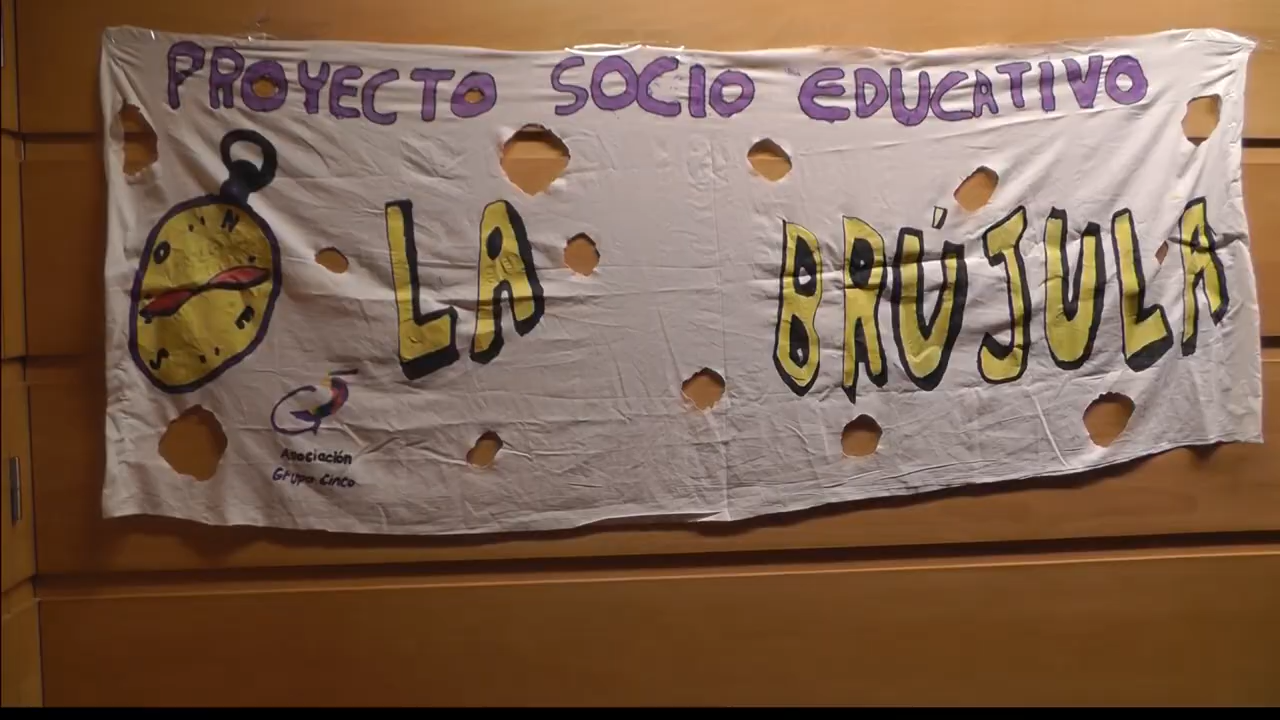 PROYECTO SOCIO EDUCATIVO
N
O
E
S
LA BRÚJULA
Asociación
Grupo Cinco